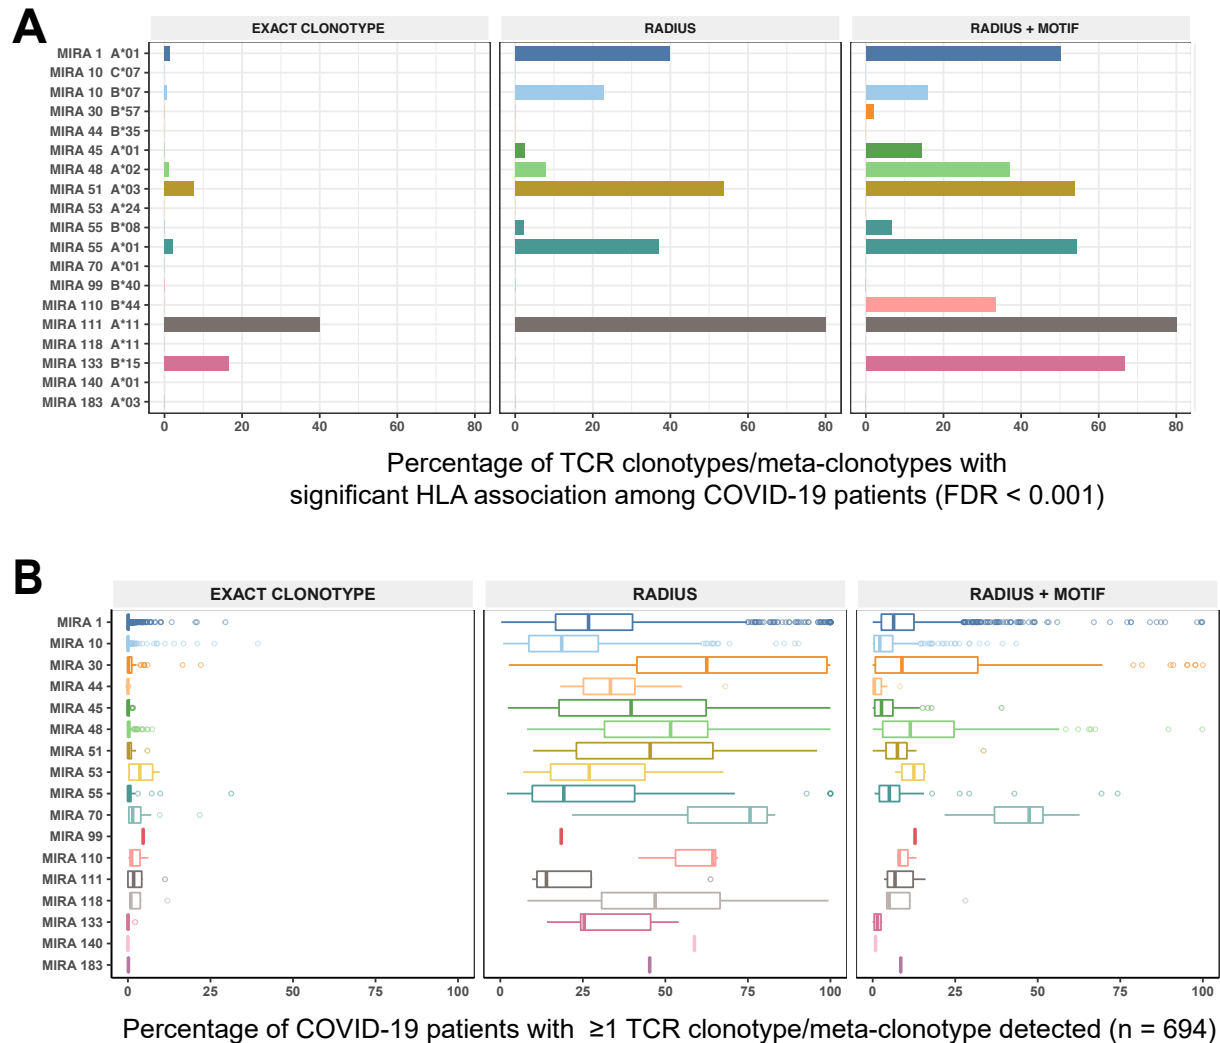 A
EXACT CLONOTYPE RADIUS RADIUS + MOTIF
MIRA 1 A*01
MIRA 10 C*07
MIRA 10 B*07
MIRA 30 B*57
MIRA 44 B*35
MIRA 45 A*01
MIRA 48 A*02
MIRA 51 A*03
MIRA 53 A*24
MIRA 55 B*08
MIRA 55 A*01
MIRA 70 A*01
MIRA 99 B*40
MIRA 110 B*44
MIRA 111 A*11
MIRA 118 A*11
MIRA 133 B*15
MIRA 140 A*01
MIRA 183 A*03
0 20 40 60 80 0 20 40 60 80 0 20 40 60 80
Percentage of TCR clonotypes/meta-clonotypes with
significant HLA association among COVID-19 patients (FDR < 0.001)
B
EXACT CLONOTYPE RADIUS RADIUS + MOTIF
MIRA 1
MIRA 10
MIRA 30
MIRA 44
MIRA 45
MIRA 48
MIRA 51
MIRA 53
MIRA 55
MIRA 70
MIRA 99
MIRA 110
MIRA 111
MIRA 118
MIRA 133
MIRA 140
MIRA 183
0 25 50 75 100 0 25 50 75 100 0 25 50 75 100
Percentage of COVID-19 patients with ≥1 TCR clonotype/meta-clonotype detected (n = 694)